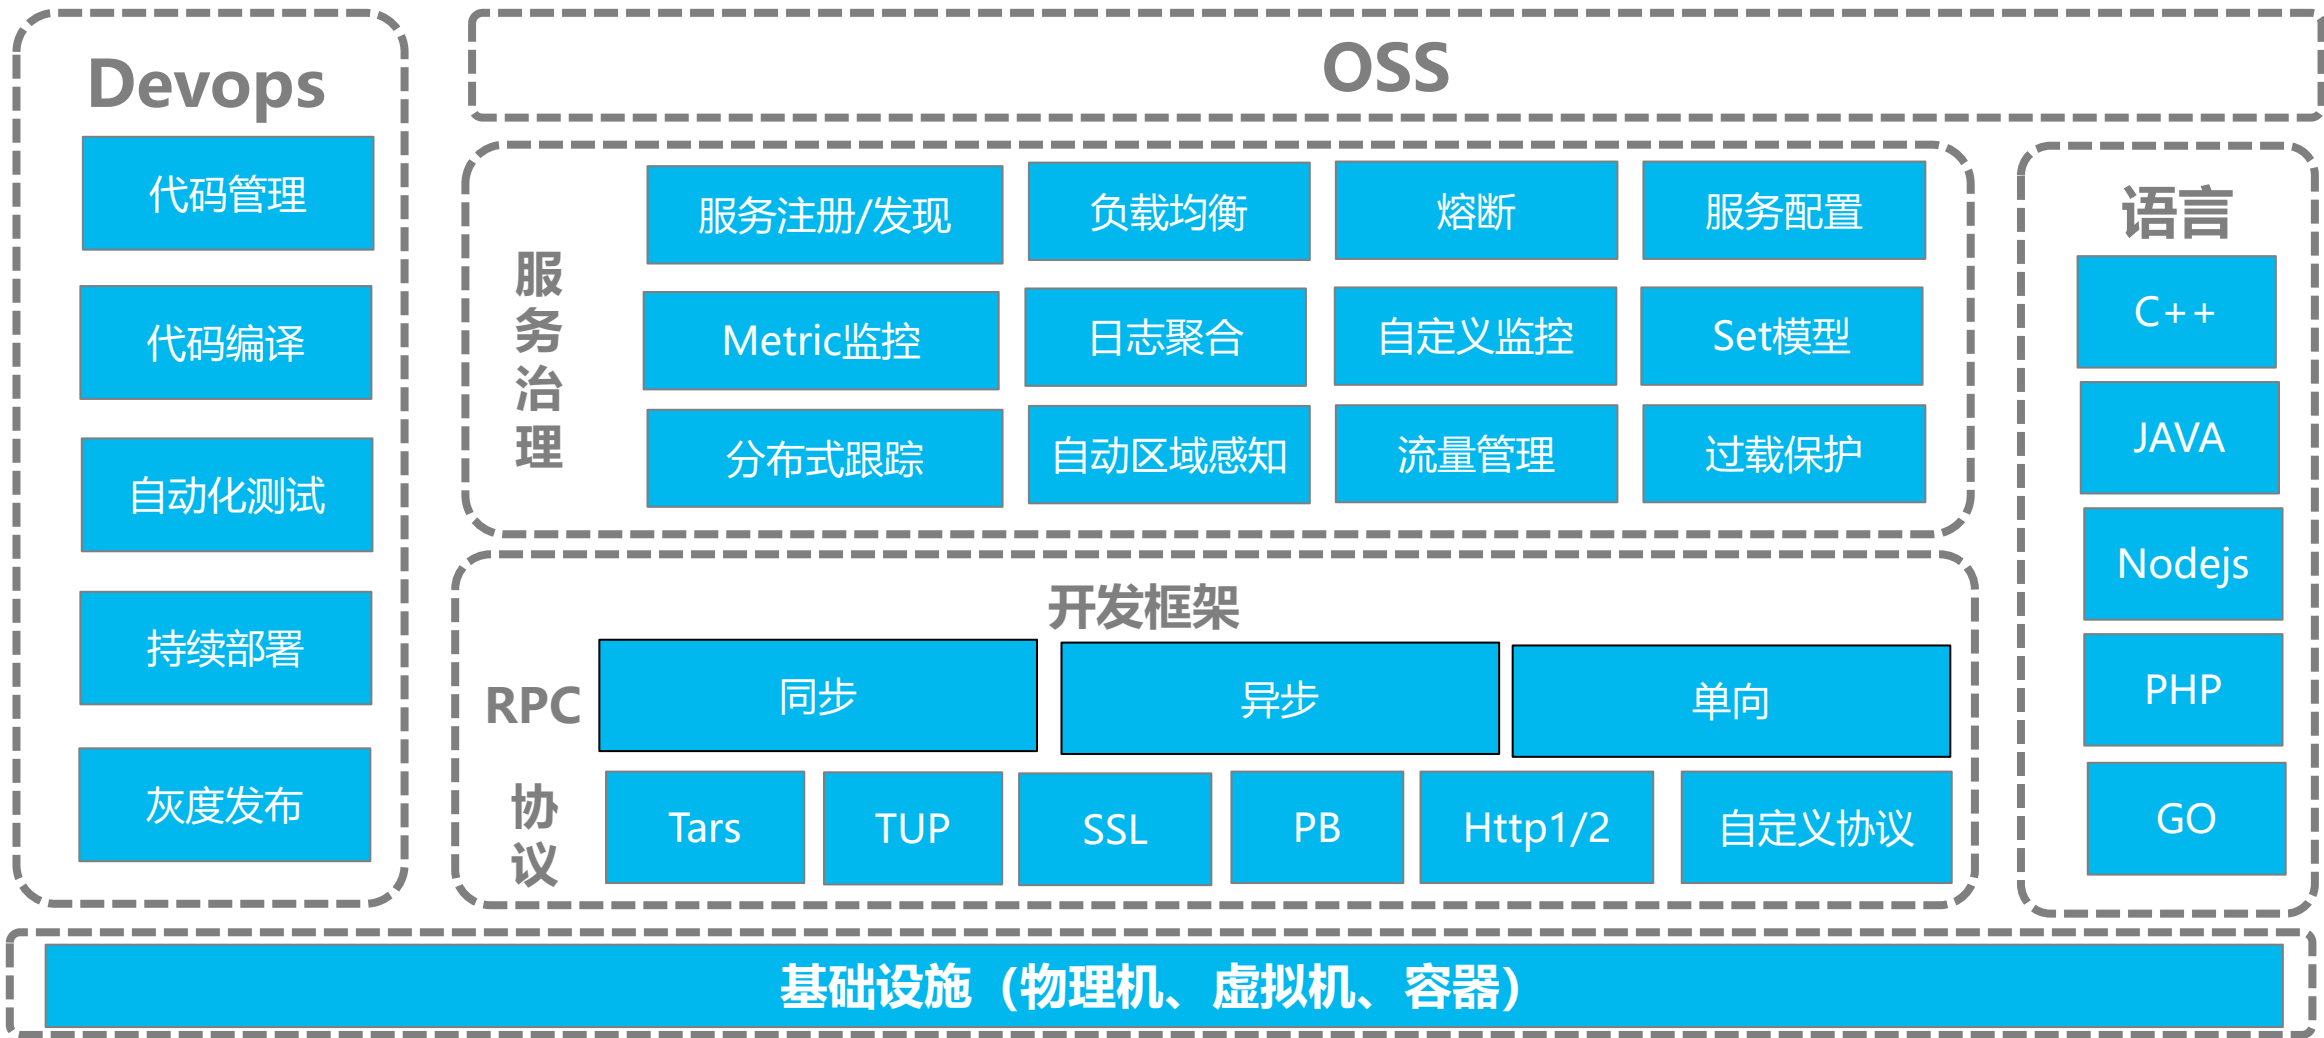 Devops
代码管理
代码编译
自动化测试
持续部署
灰度发布
OSS
服务治理
服务注册/发现
负载均衡
熔断
服务配置
Metric监控
日志聚合
自定义监控
Set模型
分布式跟踪
自动区域感知
流量管理
过载保护
开发框架
RPC
同步
异步
单向
协议
Tars
TUP
SSL
PB
Http1/2
自定义协议
语言
C++
JAVA
Nodejs
PHP
GO
基础设施（物理机、虚拟机、容器）